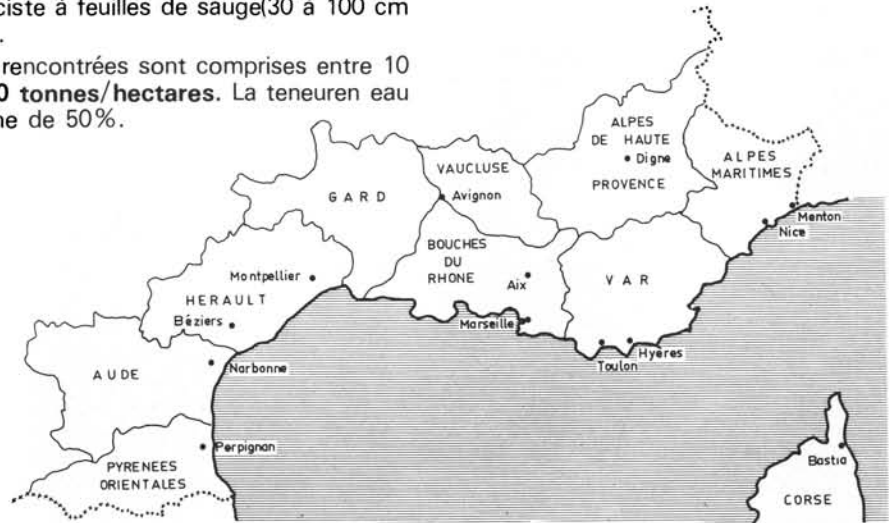 ciste à feuilles de sauge(30 à 100 cm
.
rencontrées sont comprises entre 10
0 tonnes/hectares. La teneuren eau
ne de 50%.
ALPES
DE HAUTE
Digne
PROVENCE
ALPES
MARITIMES
VAUCLUSE
Avignon
GARD
Menton
Nice
BOUCHES
DU
RHONE
Aix
VAR
Montpellier
HERAULT
Béziers
Marseille
Hyères
Toulon
AUDE
Narbonne
Perpignan
PYRENEES
ORIENTALES
Bastia
CORSE